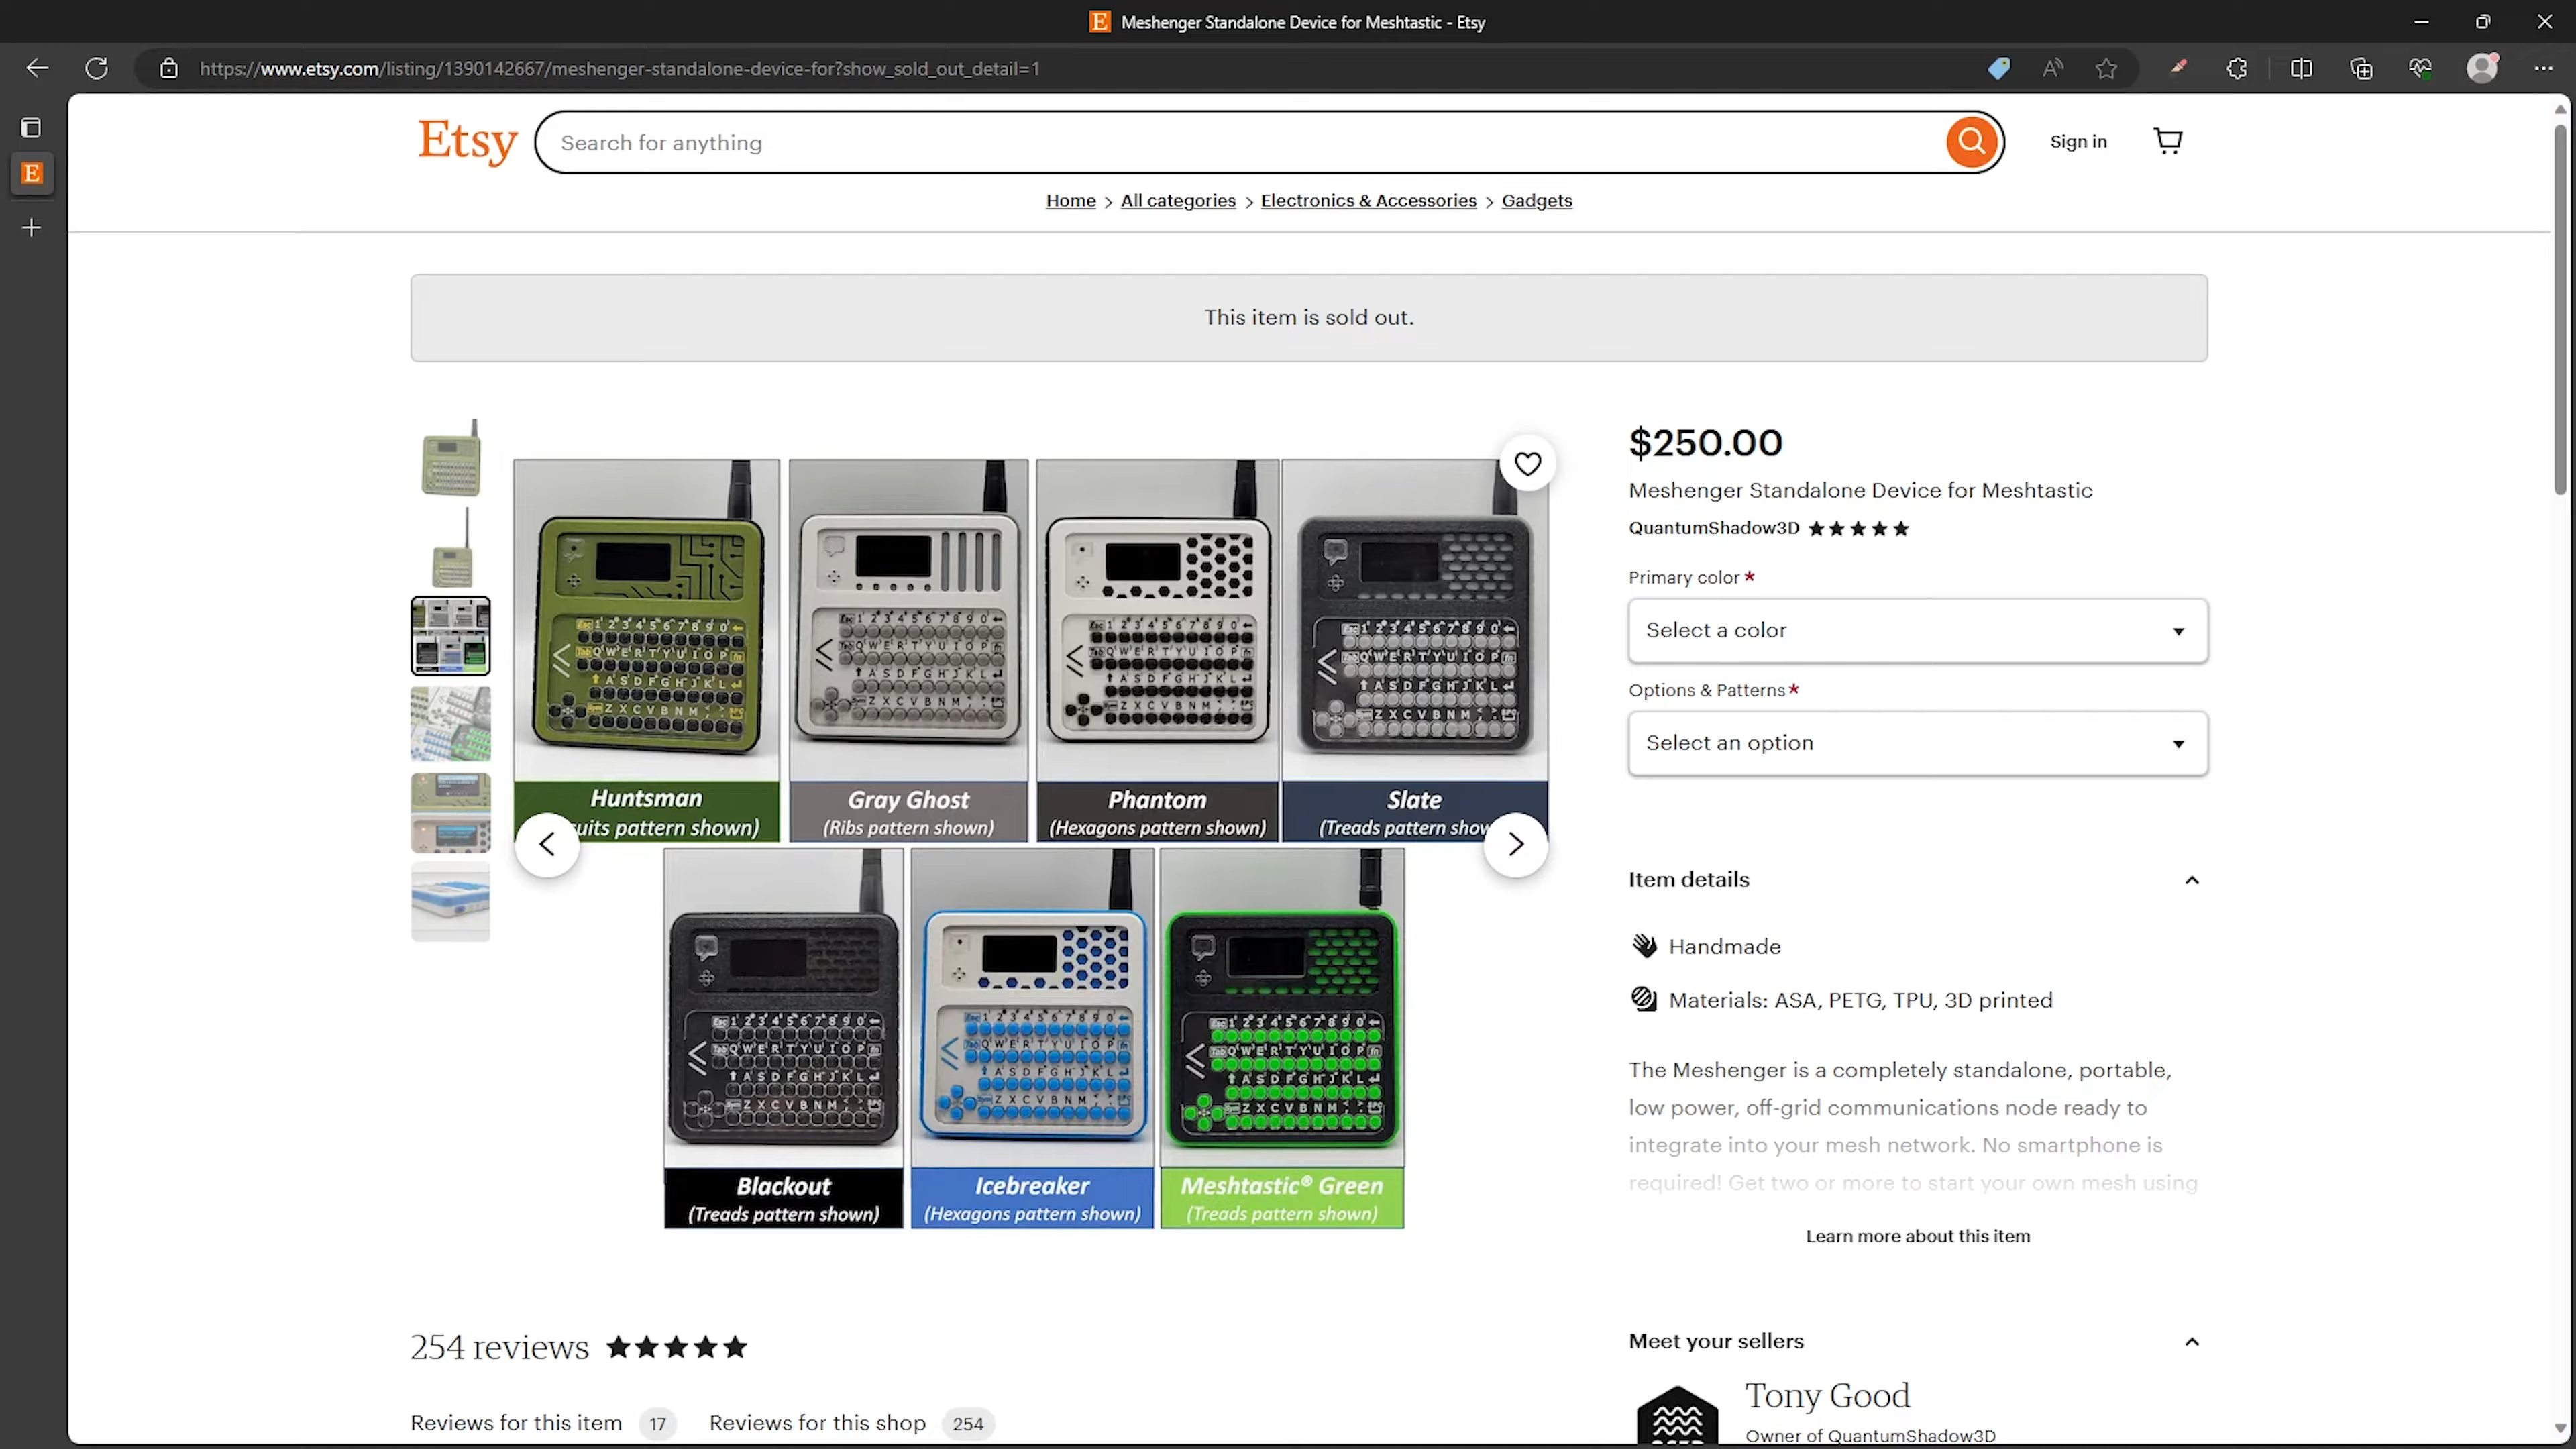 Meshenger Standalone Device for Meshtastic - Etsy
https://www.etsy.com/listing/1390142667/meshenger-standalone-device-for?show_sold_out_detail=1
Etsy
Search for anything
Sign in
Home > All categories > Electronics & Accessories > Gadgets
This item is sold out.
$250.00
Meshenger Standalone Device for Meshtastic
QuantumShadow3D
Primary color *
Select a color
Options & Patterns *
Select an option
Huntsman
uits pattern shown)
Gray Ghost
(Ribs pattern shown)
Phantom
(Hexagons pattern shown)
Slate
(Treads pattern show
Blackout
(Treads pattern shown)
Icebreaker
(Hexagons pattern shown)
Meshtastic® Green
(Treads pattern shown)
Item details
Handmade
Materials: ASA, PETG, TPU, 3D printed
The Meshenger is a completely standalone, portable,
low power, off-grid communications node ready to
integrate into your mesh network. No smartphone is
required! Get two or more to start your own mesh using
Learn more about this item
254 reviews
Reviews for this item 17 Reviews for this shop 254
Meet your sellers
Tony Good
Owner of QuantumShadow3D